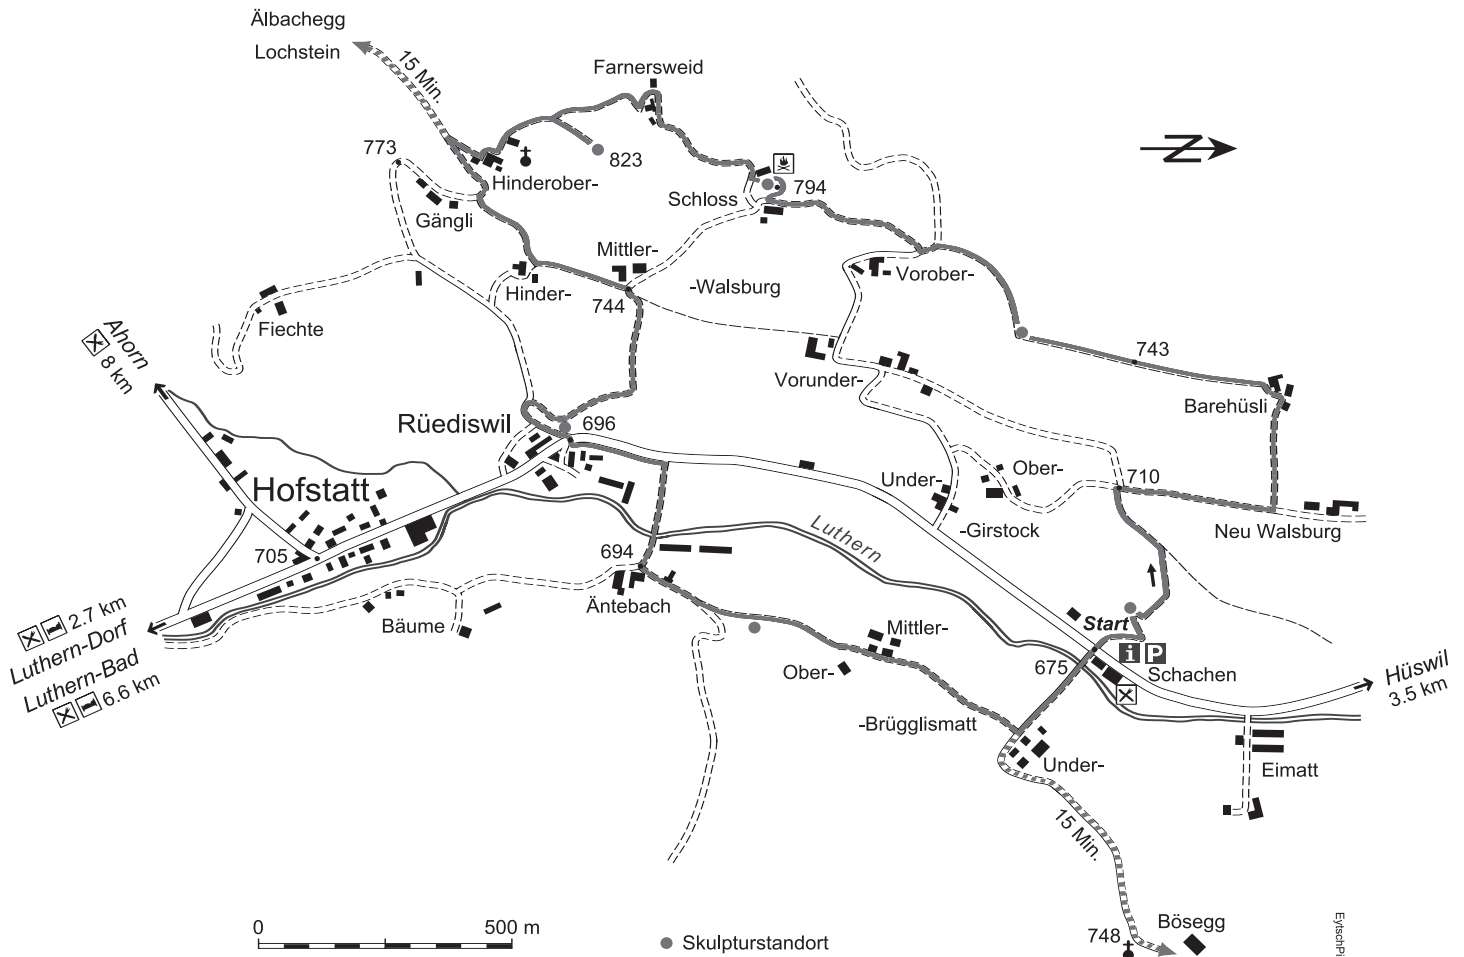 Älbachegg
Lochstein
15 Min.
Farnersweid
773
823
Hinderober-
794
Schloss
Gängli
Mittler-
Vorober-
-Walsburg
Hinder-
744
Fiechte
Ahorn
8 km
743
Vorunder-
Barehüsli
Rüediswil
696
Ober-
710
Under-
Hofstatt
-Girstock
Neu Walsburg
Luthern
705
694
Äntebach
Bäume
2.7 km
Luthern-Dorf
Luthern-Bad
6.6 km
Start
i P
Mittler-
Ober-
675
Schachen
Hüswil
3.5 km
-Brügglismatt
Under-
Eimatt
15 Min.
0 500 m
Skulpturstandort
748
Bösegg
EytschPi